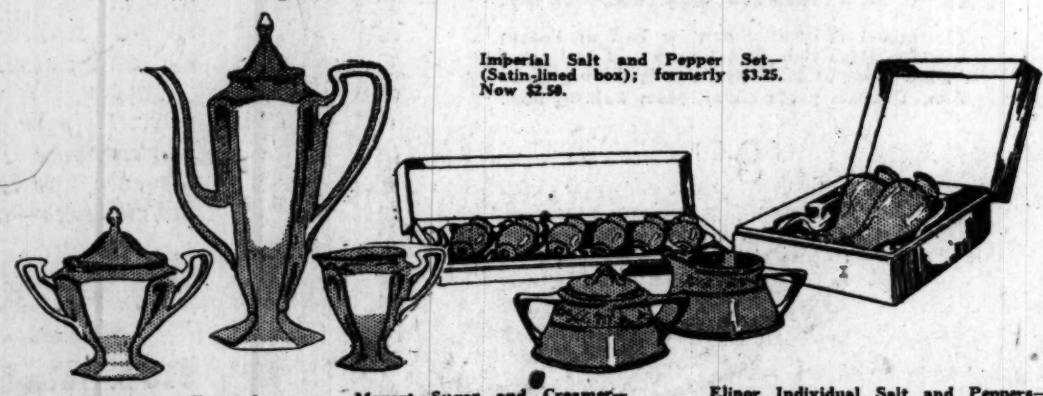 Imperial Salt and Pepper Set—
(Satin-lined box); formerly $3.25.
Now $2.50.
Mozart Sugar and Creamer—
Elinor Individual Salt and Peppers—